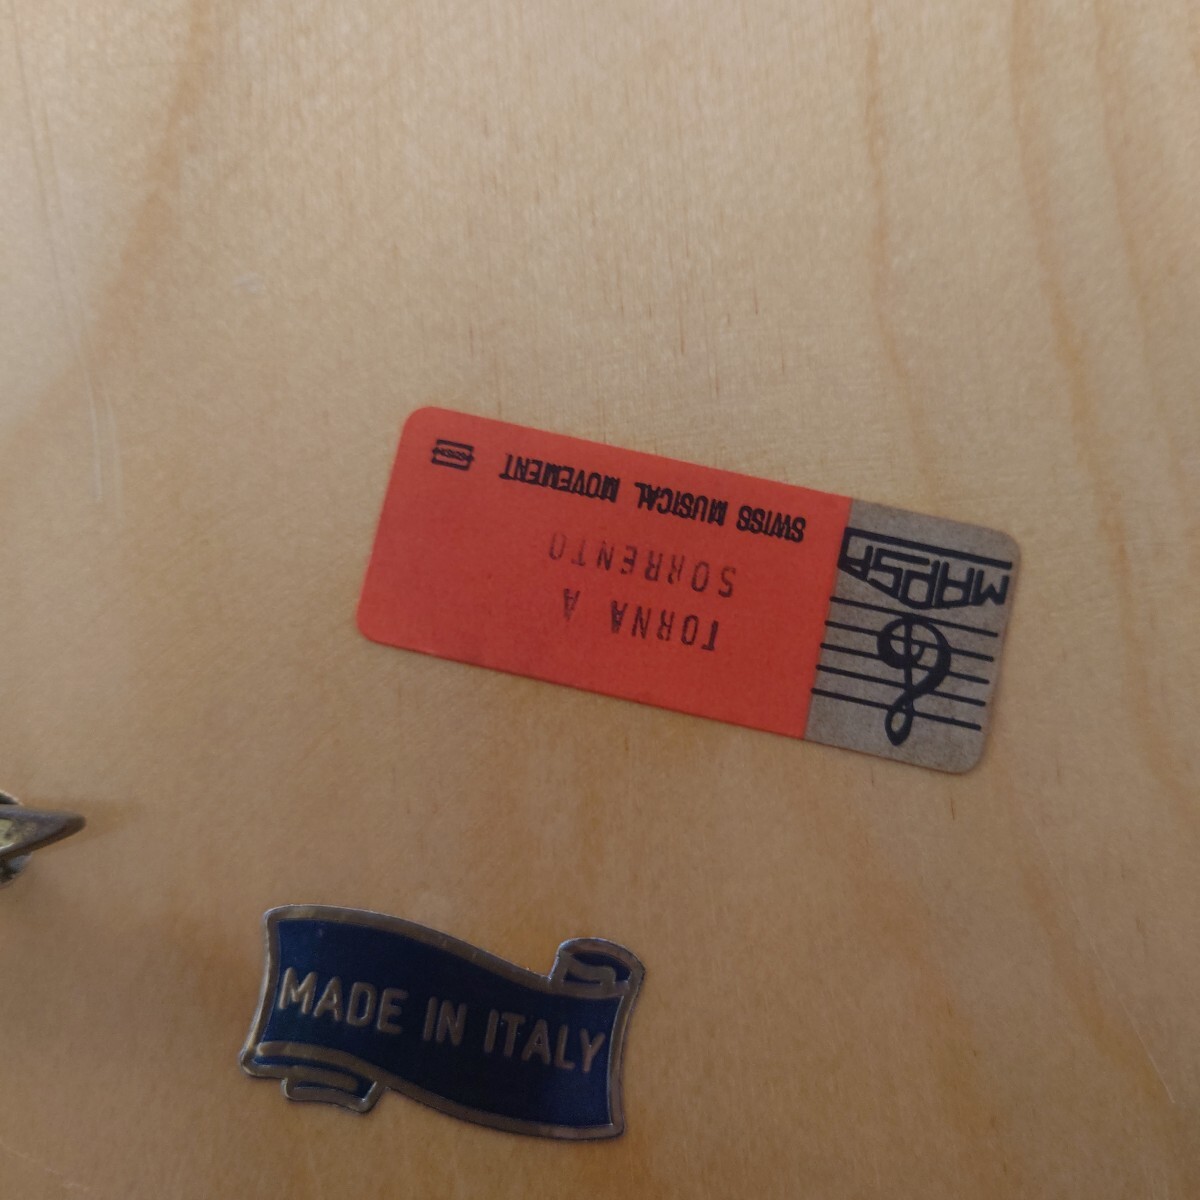 MAPSA
TORNA A
SORRENTO
SWISS MUSICAL MOVEMENT
MADE IN ITALY